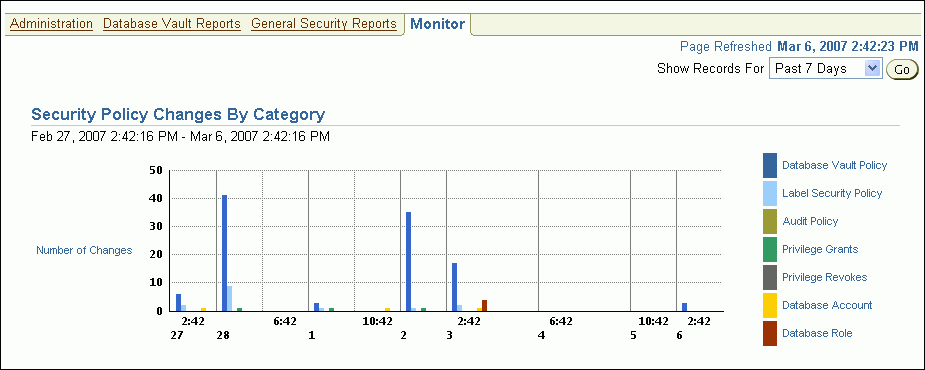 Administration Database Vault Reports General Security Reports Monitor
Page Refreshed Mar 6, 2007 2:42:23 PM
Show Records For Past 7 Days Go
Security Policy Changes By Category
Feb 27, 2007 2:42:16 PM - Mar 6, 2007 2:42:16 PM
Number of Changes
50
40
30
20
10
0
2:42 6:42 10:42 2:42 6:42 10:42 2:42
27 28 1 2 3 4 5 6
Database Vault Policy
Label Security Policy
Audit Policy
Privilege Grants
Privilege Revokes
Database Account
Database Role